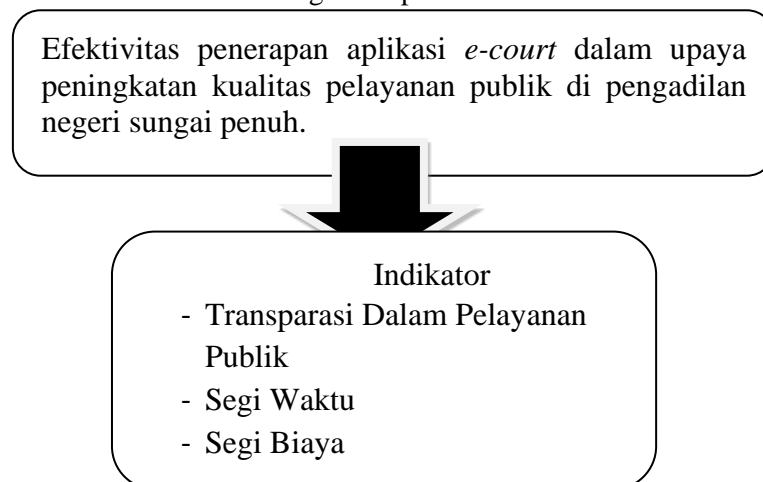 Efektivitas penerapan aplikasi e-court dalam upaya
peningkatan kualitas pelayanan publik di pengadilan
negeri sungai penuh.
Indikator
- Transparasi Dalam Pelayanan
Publik
- Segi Waktu
- Segi Biaya